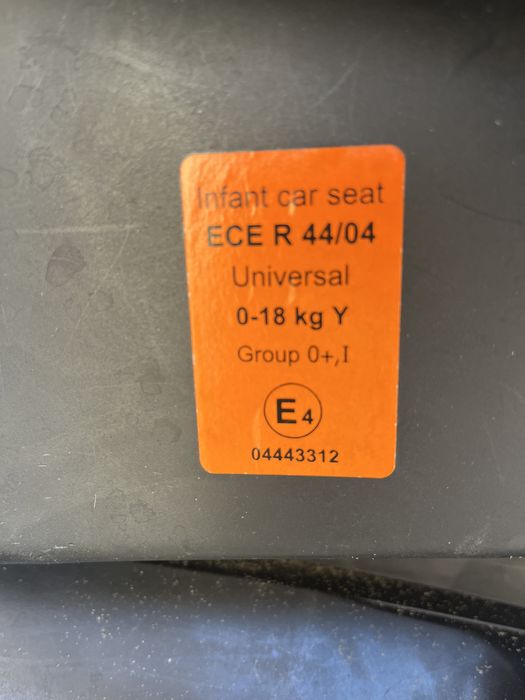 Infant car seat
ECE R 44/04
Universal
0-18 kg Y
Group 0+,I
E4
04443312